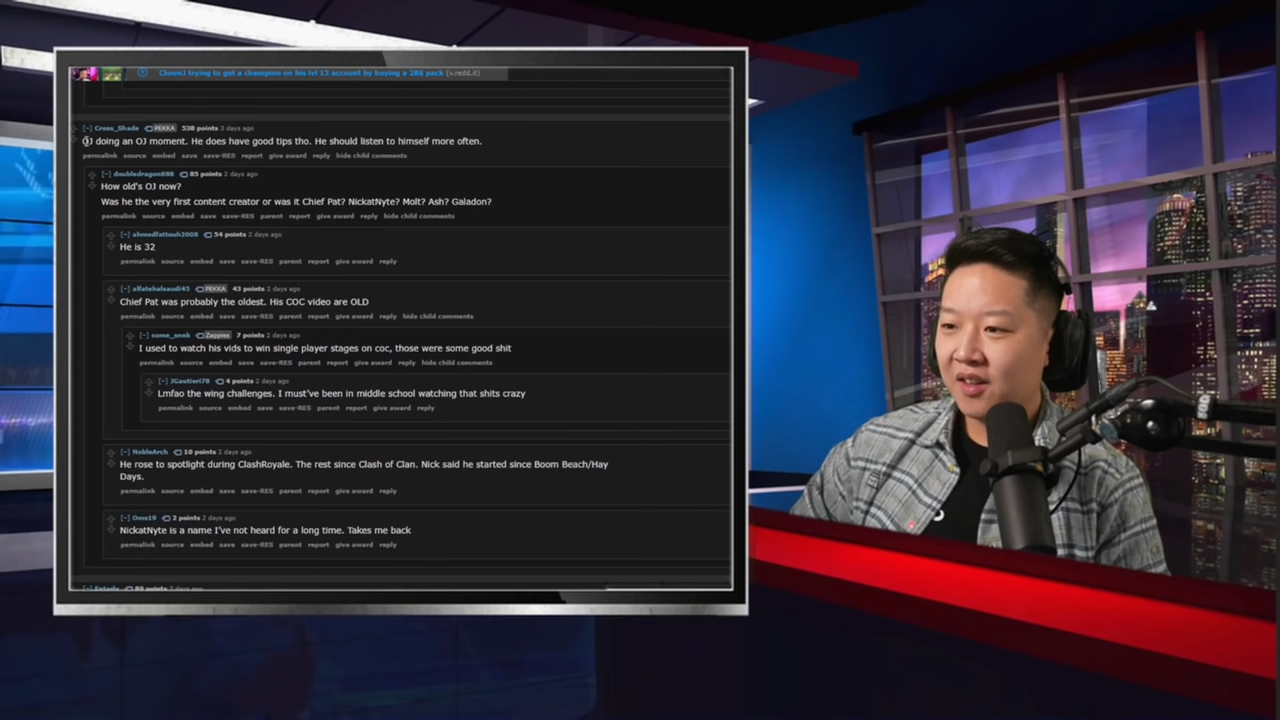 ClownJ trying to get a champion on his lvl 13 account by buying a 28$ pack (v.redd.it)
[-] Cross_Shade PEKKA 538 points 3 days ago
OJ doing an OJ moment. He does have good tips tho. He should listen to himself more often.
permalink source embed save save-RES report give award reply hide child comments
[-] doubledragon888 85 points 2 days ago
How old's OJ now?
Was he the very first content creator or was it Chief Pat? NickatNyte? Molt? Ash? Galadon?
permalink source embed save save-RES parent report give award reply hide child comments
[-] ahmedfattouh2008 54 points 2 days ago
He is 32
permalink source embed save save-RES parent report give award reply
[-] alfatehalsaudi45 PEKKA 43 points 2 days ago
Chief Pat was probably the oldest. His COC video are OLD
permalink source embed save save-RES parent report give award reply hide child comments
[-] some_snek Zappies 7 points 2 days ago
I used to watch his vids to win single player stages on coc, those were some good shit
permalink source embed save save-RES parent report give award reply hide child comments
[-] JGautieri78 4 points 2 days ago
Lmfao the wing challenges. I must've been in middle school watching that shits crazy
permalink source embed save save-RES parent report give award reply
[-] NobleArch 10 points 2 days ago
He rose to spotlight during ClashRoyale. The rest since Clash of Clan. Nick said he started since Boom Beach/Hay
Days.
permalink source embed save save-RES parent report give award reply
[-] Oms19 2 points 2 days ago
NickatNyte is a name I've not heard for a long time. Takes me back
permalink source embed save save-RES parent report give award reply
89 points 2 days ago